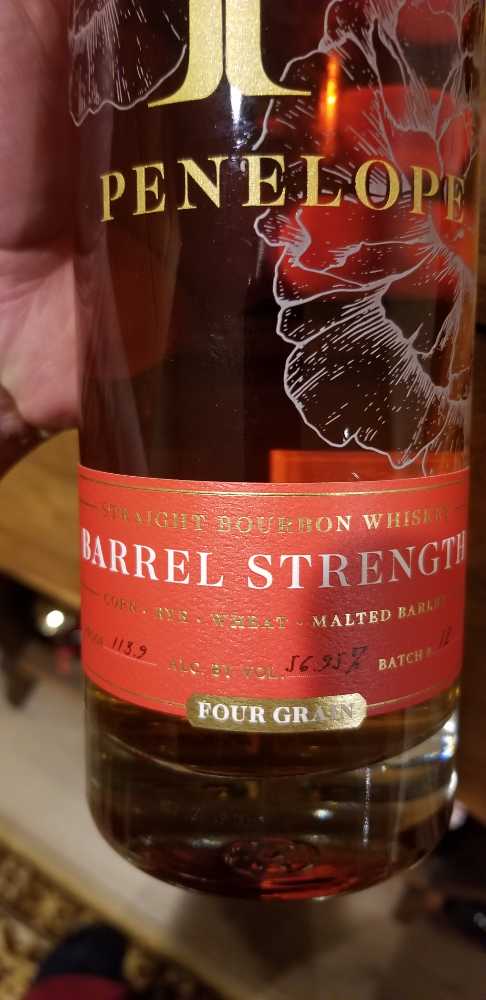 PENELOPE
STRAIGHT BOURBON WHISKEY
BARREL STRENGTH
CORN • RYE • WHEAT • MALTED BARLEY
PROOF 113.9 ALC. BY VOL. 56.95% BATCH # 12
FOUR GRAIN